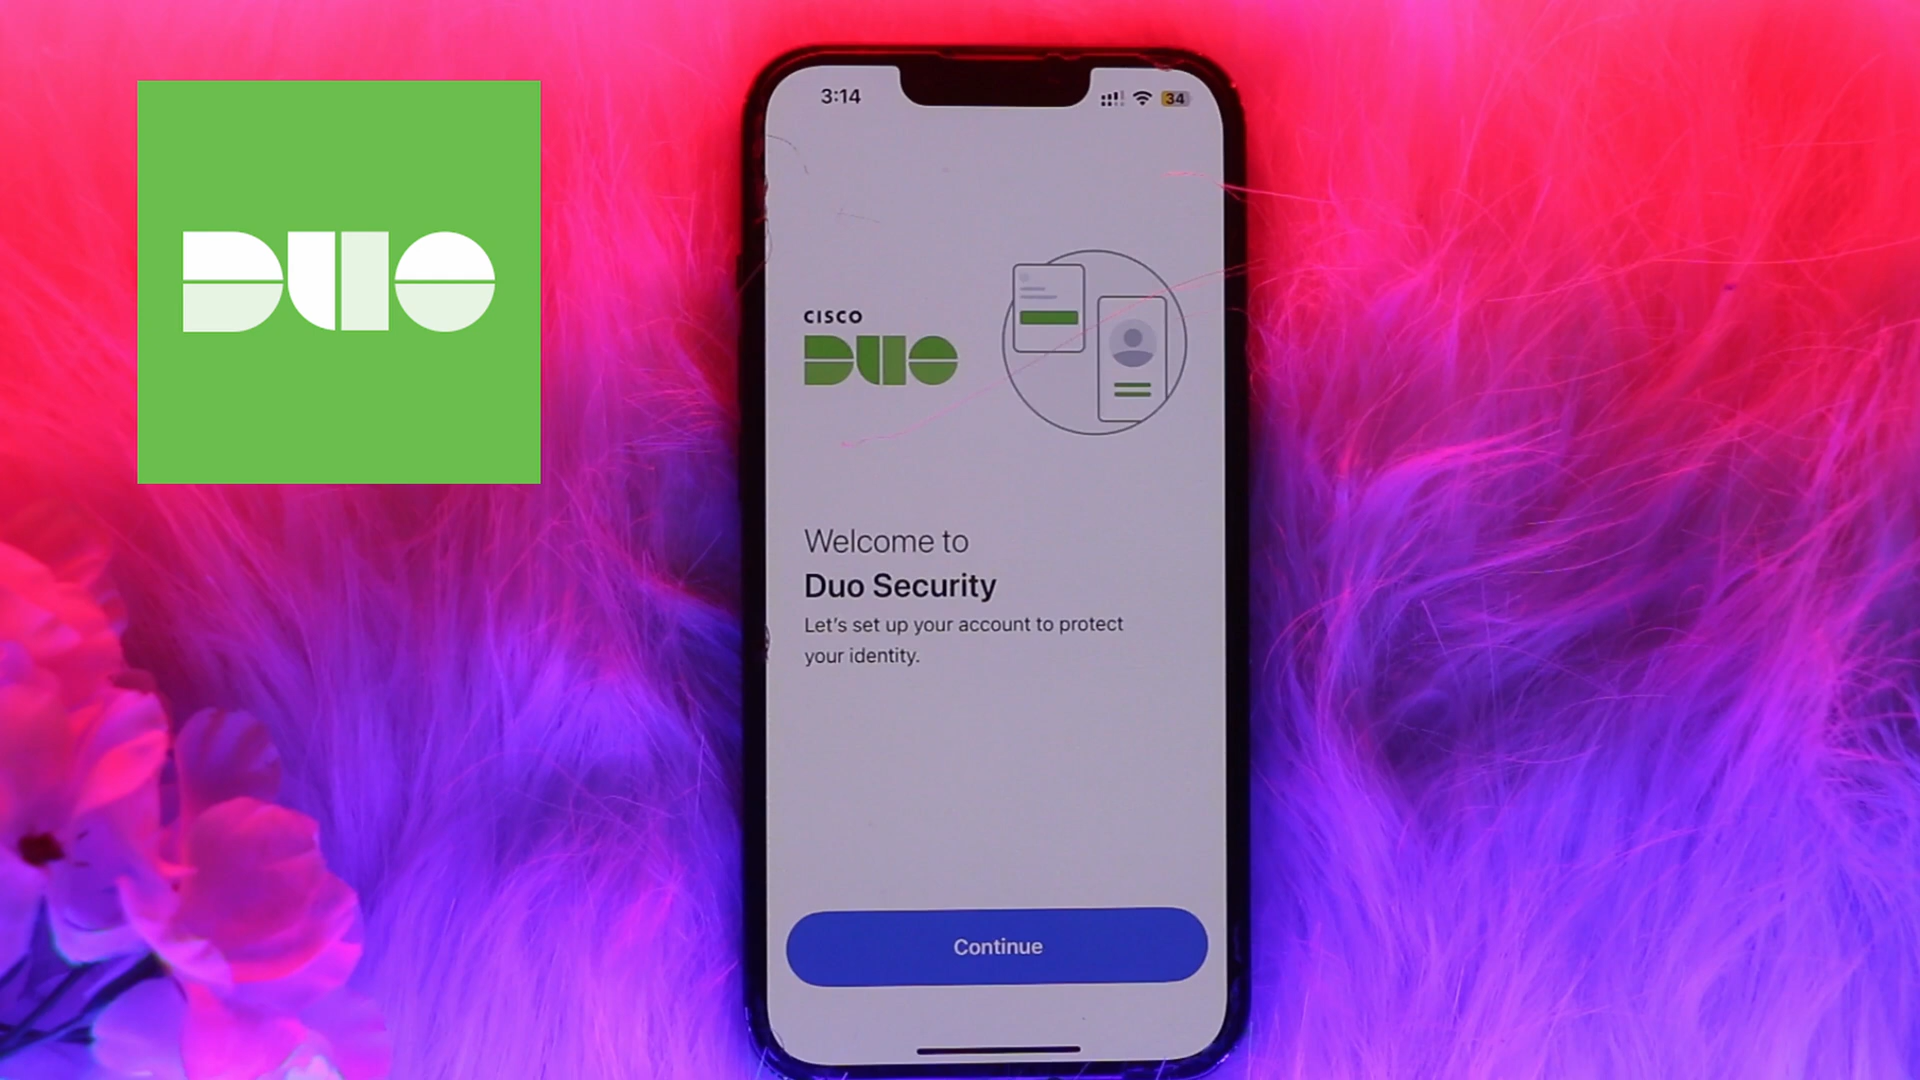 DUO
3:14
34
CISCO
DUO
Welcome to
Duo Security
Let's set up your account to protect
your identity.
Continue